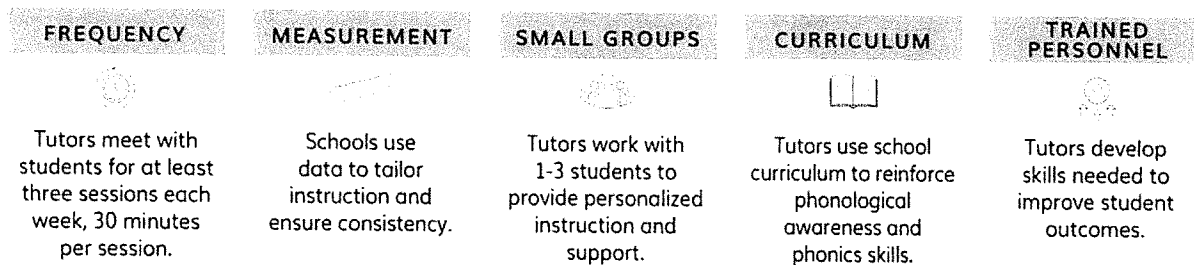 FREQUENCY
Tutors meet with
students for at least
three sessions each
week, 30 minutes
per session.
MEASUREMENT
Schools use
data to tailor
instruction and
ensure consistency.
SMALL GROUPS
Tutors work with
1-3 students to
provide personalized
instruction and
support.
CURRICULUM
Tutors use school
curriculum to reinforce
phonological
awareness and
phonics skills.
TRAINED
PERSONNEL
Tutors develop
skills needed to
improve student
outcomes.